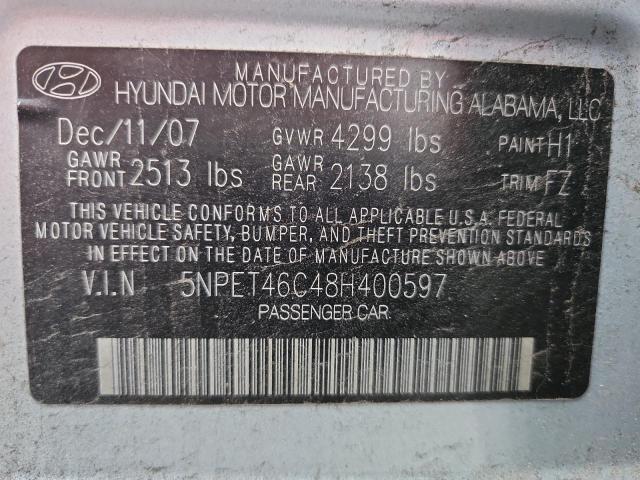 MANUFACTURED BY
HYUNDAI MOTOR MANUFACTURING ALABAMA, LLC
Dec/11/07 GVWR 4299 lbs PAINT H1
GAWR FRONT 2513 lbs GAWR REAR 2138 lbs TRIM FZ
THIS VEHICLE CONFORMS TO ALL APPLICABLE U.S.A. FEDERAL
MOTOR VEHICLE SAFETY, BUMPER, AND THEFT PREVENTION STANDARDS
IN EFFECT ON THE DATE OF MANUFACTURE SHOWN ABOVE.
V.I.N 5NPET46C48H400597
PASSENGER CAR